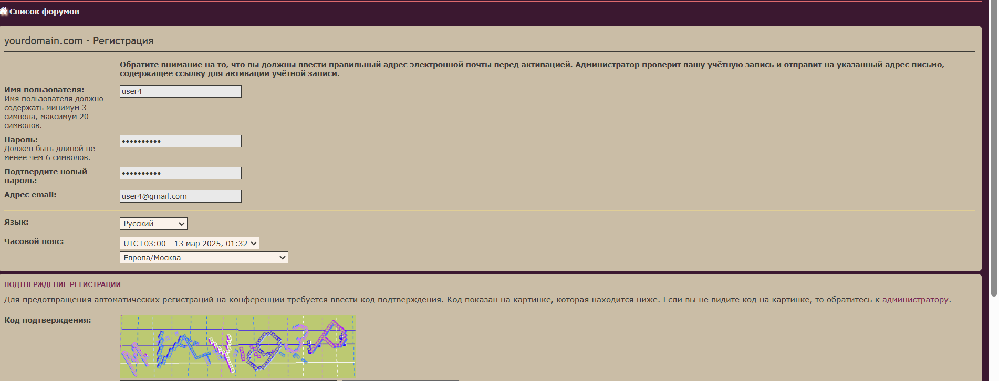 Список форумов
yourdomain.com - Регистрация
Обратите внимание на то, что вы должны ввести правильный адрес электронной почты перед активацией. Администратор проверит вашу учётную запись и отправит на указанный адрес письмо,
содержащее ссылку для активации учётной записи.
Имя пользователя:
user4
Имя пользователя должно
содержать минимум 3
символа, максимум 20
символов.
Пароль:
••••••••••
Должен быть длиной не
менее чем 6 символов.
Подтвердите новый
пароль:
••••••••••
Адрес email:
user4@gmail.com
Язык:
Русский
Часовой пояс:
UTC+03:00 - 13 мар 2025, 01:32
Европа/Москва
ПОДТВЕРЖДЕНИЕ РЕГИСТРАЦИИ
Для предотвращения автоматических регистраций на конференции требуется ввести код подтверждения. Код показан на картинке, которая находится ниже. Если вы не видите код на картинке, то обратитесь к администратору.
Код подтверждения: